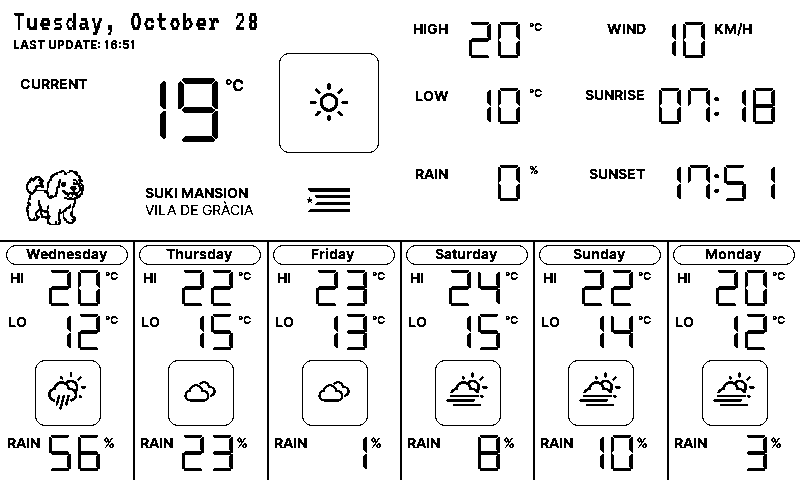 Tuesday, October 28
LAST UPDATE: 16:51
CURRENT 19 °C
SUKI MANSION
VILA DE GRÀCIA
HIGH 20 °C
LOW 10 °C
RAIN 0 %
WIND 10 KM/H
SUNRISE 07:18
SUNSET 17:51
Wednesday
HI 20 °C
LO 12 °C
RAIN 56 %
Thursday
HI 22 °C
LO 15 °C
RAIN 23 %
Friday
HI 23 °C
LO 13 °C
RAIN 1 %
Saturday
HI 24 °C
LO 15 °C
RAIN 8 %
Sunday
HI 22 °C
LO 14 °C
RAIN 10 %
Monday
HI 20 °C
LO 12 °C
RAIN 3 %